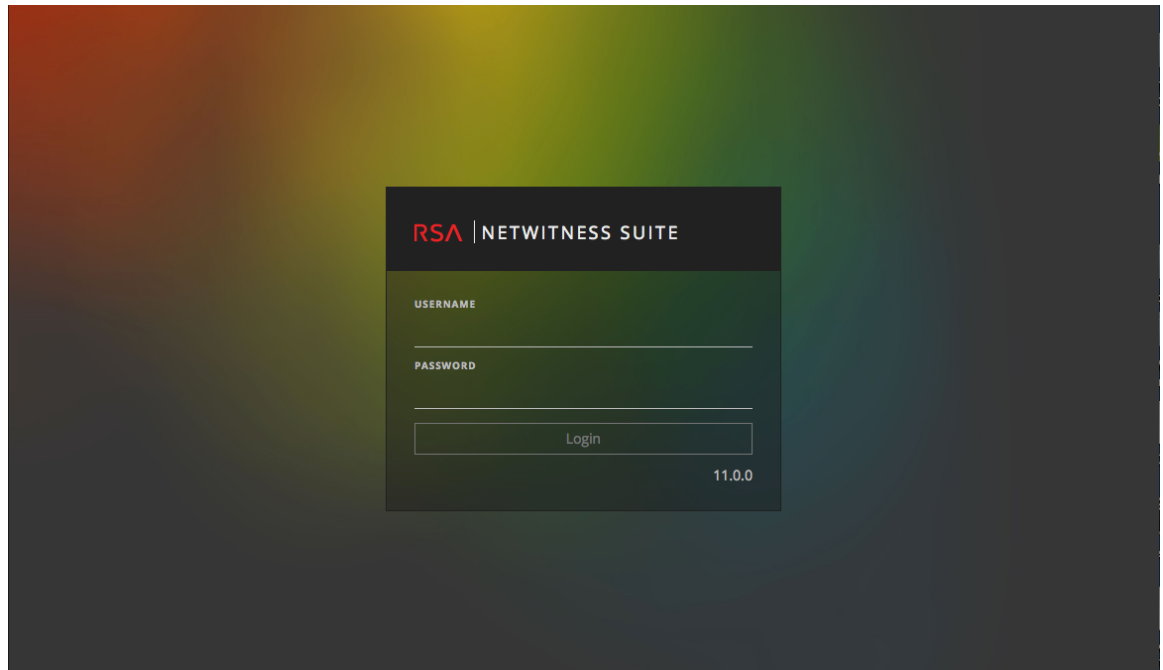 RSA | NETWITNESS SUITE
USERNAME
PASSWORD
Login
11.0.0